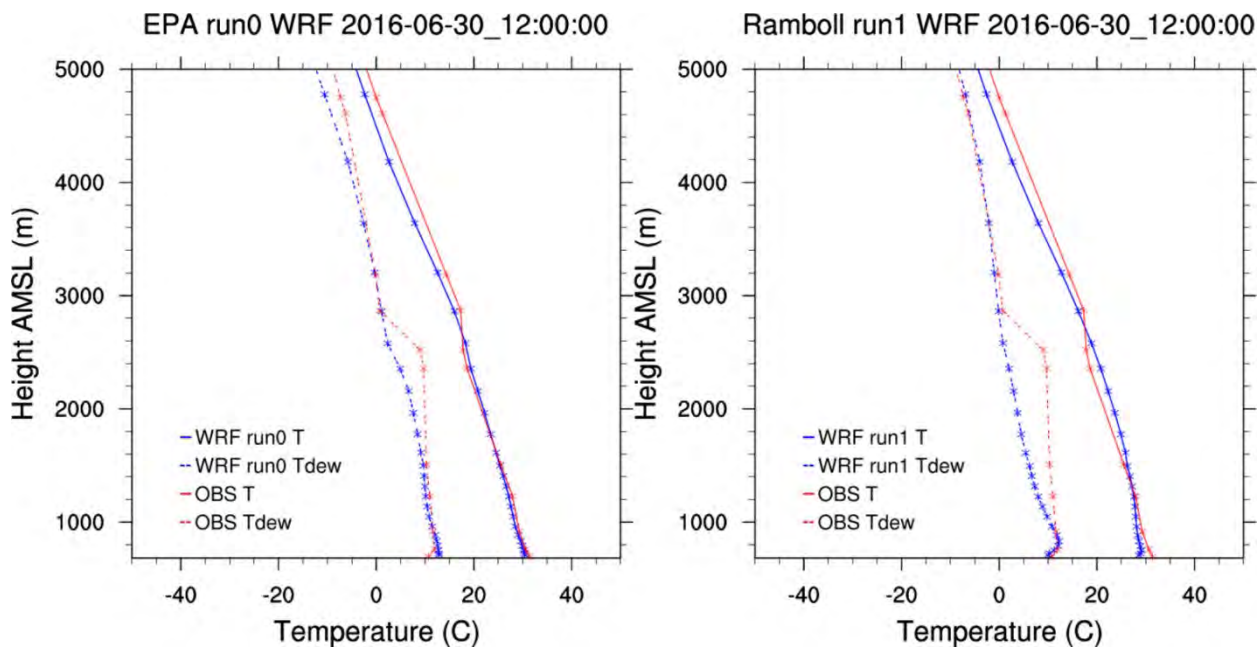 EPA run0 WRF 2016-06-30_12:00:00
5000
4000
3000
2000
1000
Height AMSL (m)
WRF run0 T
WRF run0 Tdew
OBS T
OBS Tdew
-40 -20 0 20 40
Temperature (C)
Ramboll run1 WRF 2016-06-30_12:00:00
5000
4000
3000
2000
1000
Height AMSL (m)
WRF run1 T
WRF run1 Tdew
OBS T
OBS Tdew
-40 -20 0 20 40
Temperature (C)